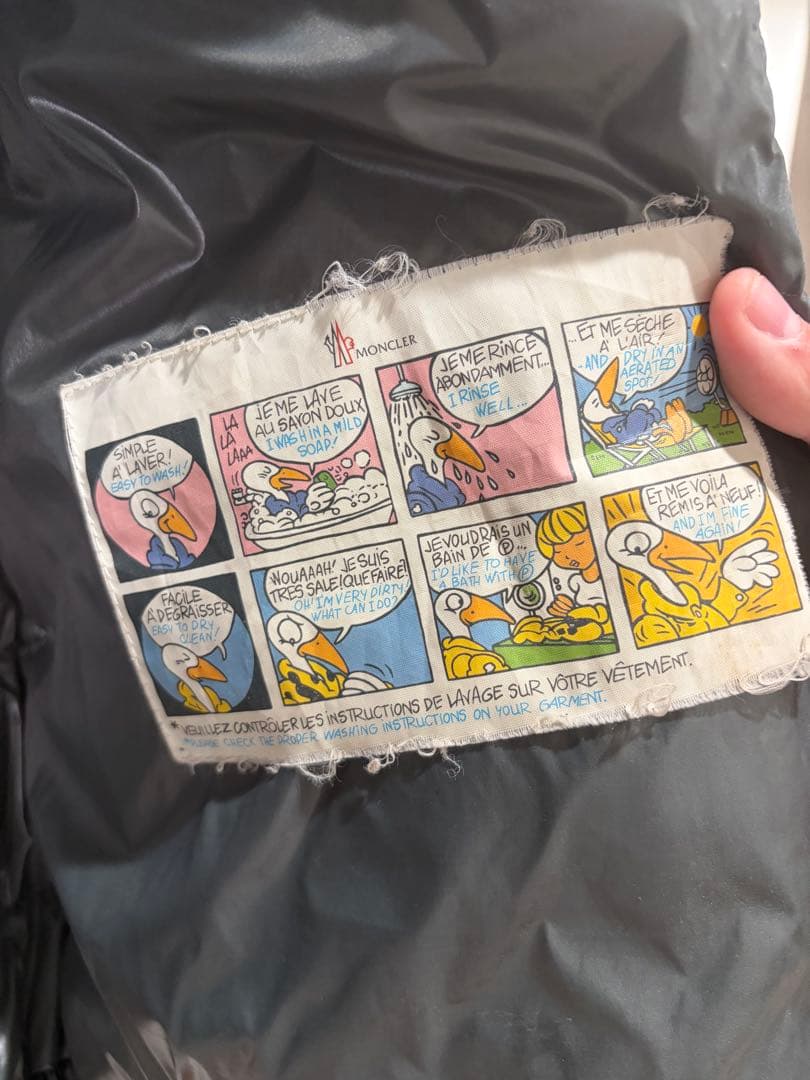 MONCLER
SIMPLE
A' LAVER!
EASY TO WASH!
LA
LA
LAAA
JE ME LAVE
AU SAVON DOUX
I WASH IN A MILD
SOAP!
JE ME RINCE
ABONDAMMENT...
I RINSE
WELL...
...ET ME SÈCHE
A' L'AIR!
..AND DRY IN AN
AERATED
SPOT!
FACILE
A' DEGRAISSER
EASY TO DRY
CLEAN!
WOUAAAH! JE SUIS
TRES SALE! QUE FAIRE?
OH! I'M VERY DIRTY!
WHAT CAN I DO?
JE VOUDRAIS UN
BAIN DE Ⓟ...
I'D LIKE TO HAVE
A BATH WITH Ⓟ
ET ME VOILA
REMIS A' NEUF!
AND I'M FINE
AGAIN!
* VEUILLEZ CONTRÔLER LES INSTRUCTIONS DE LAVAGE SUR VÔTRE VÊTEMENT.
*PLEASE CHECK THE PROPER WASHING INSTRUCTIONS ON YOUR GARMENT.